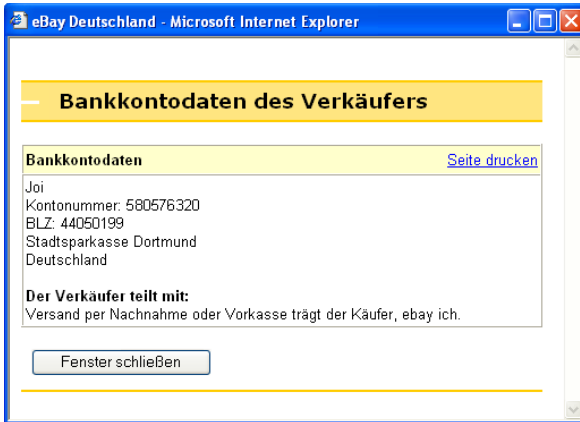 eBay Deutschland - Microsoft Internet Explorer
Bankkontodaten des Verkäufers
Bankkontodaten Seite drucken
Joi
Kontonummer: 580576320
BLZ: 44050199
Stadtsparkasse Dortmund
Deutschland
Der Verkäufer teilt mit:
Versand per Nachnahme oder Vorkasse trägt der Käufer, ebay ich.
Fenster schließen